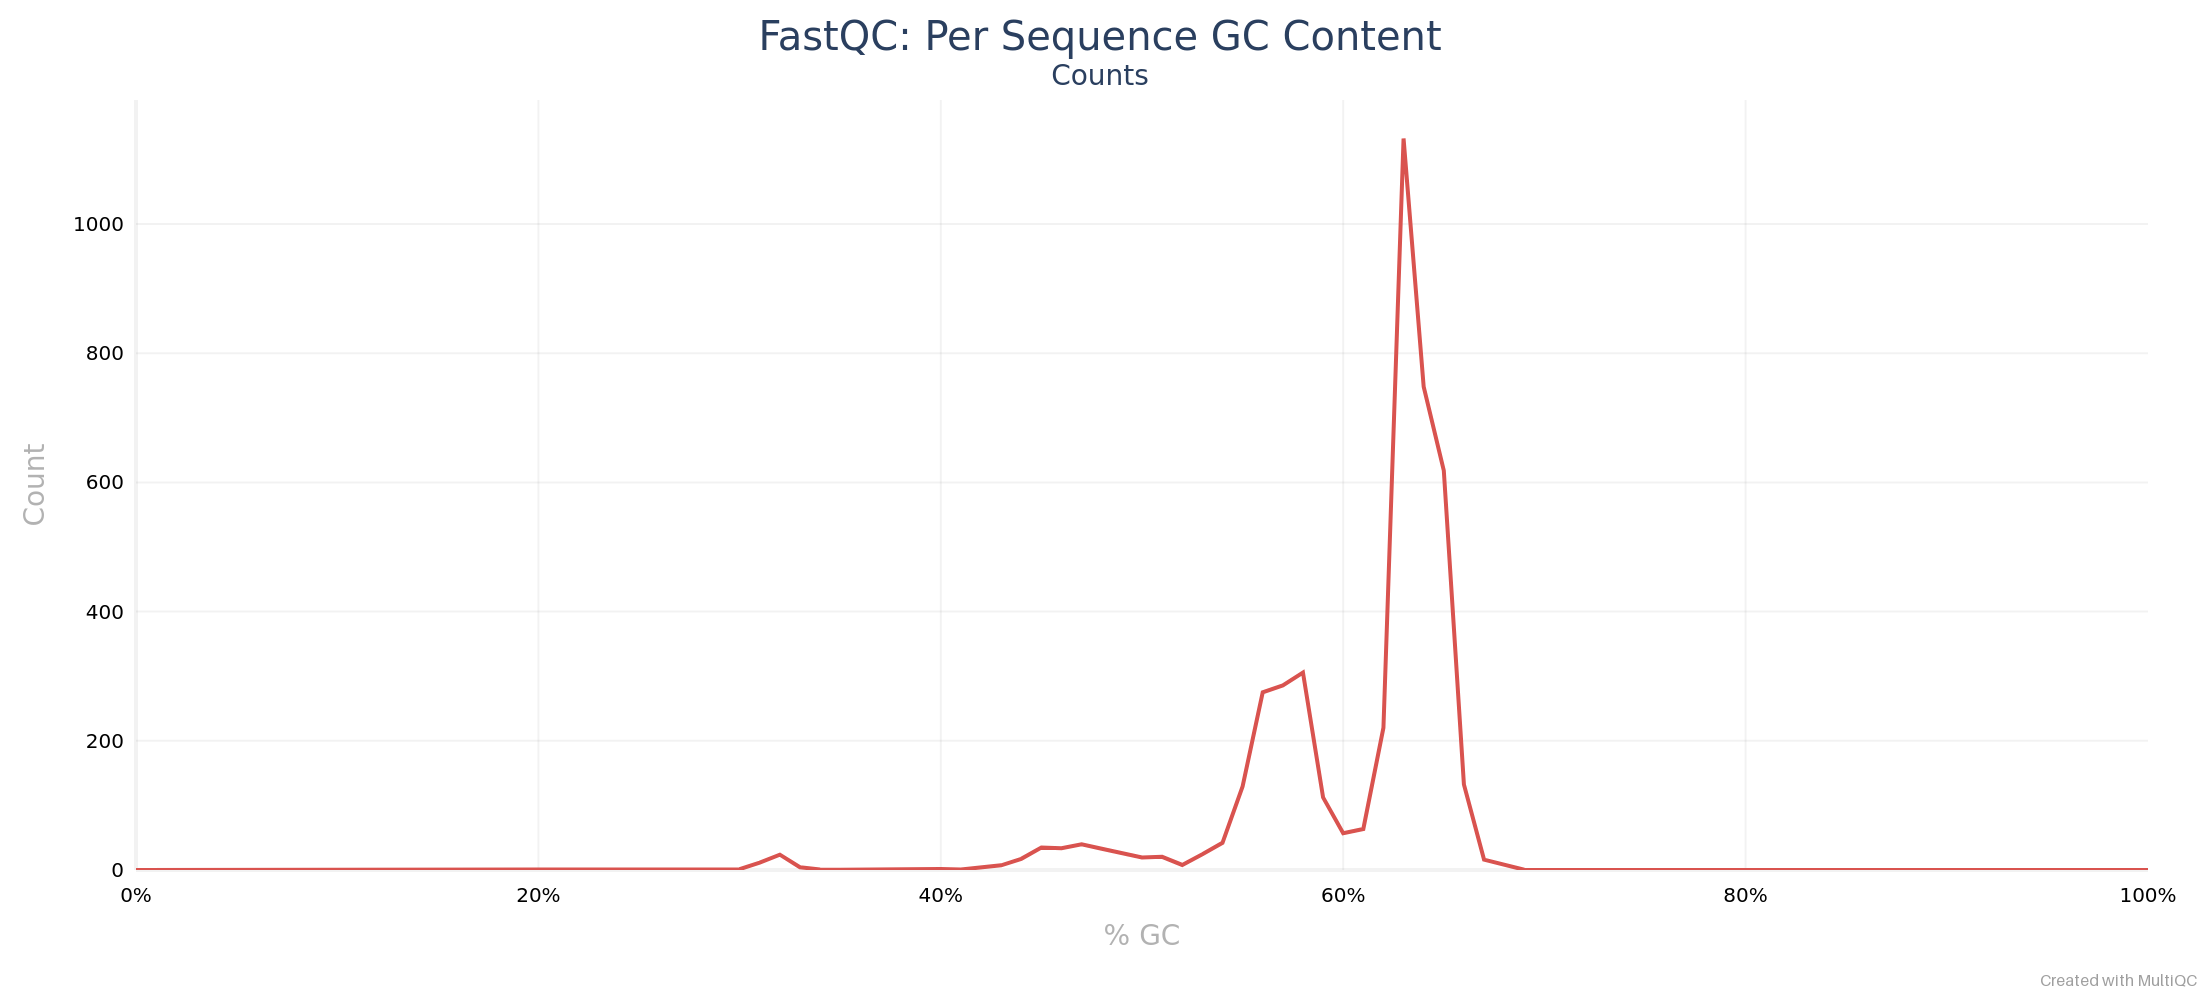 FastQC: Per Sequence GC Content
Counts
1000
800
600
400
200
0
Count
0% 20% 40% 60% 80% 100%
% GC
Created with MultiQC